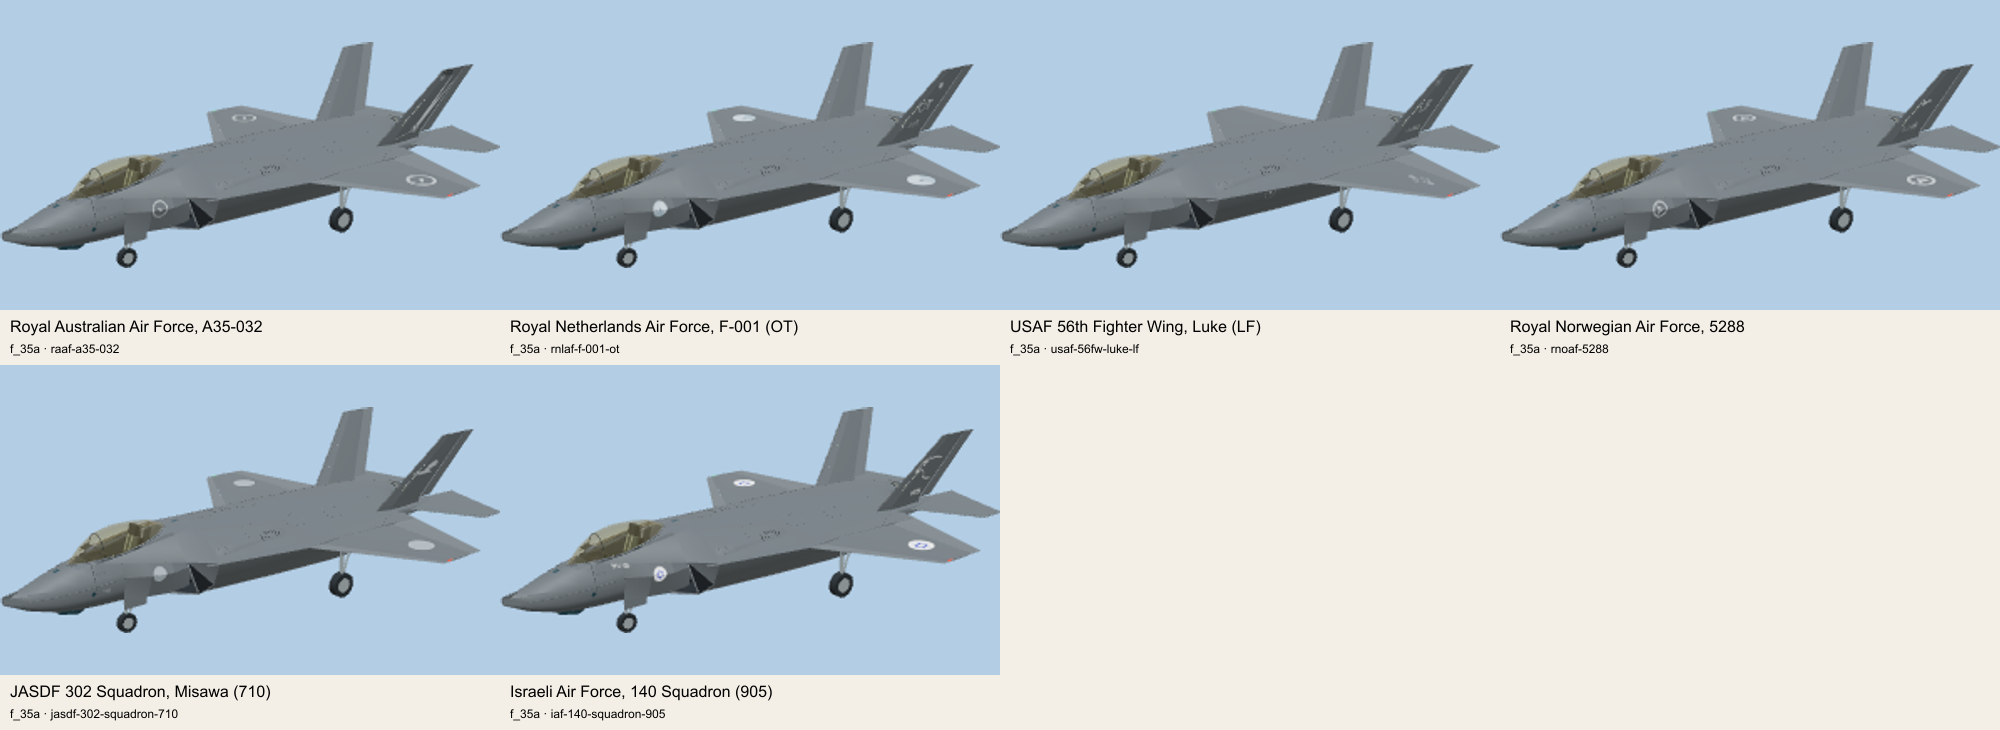 Royal Australian Air Force, A35-032
f_35a · raaf-a35-032
Royal Netherlands Air Force, F-001 (OT)
f_35a · rnlaf-f-001-ot
USAF 56th Fighter Wing, Luke (LF)
f_35a · usaf-56fw-luke-lf
Royal Norwegian Air Force, 5288
f_35a · rnoaf-5288
JASDF 302 Squadron, Misawa (710)
f_35a · jasdf-302-squadron-710
Israeli Air Force, 140 Squadron (905)
f_35a · iaf-140-squadron-905